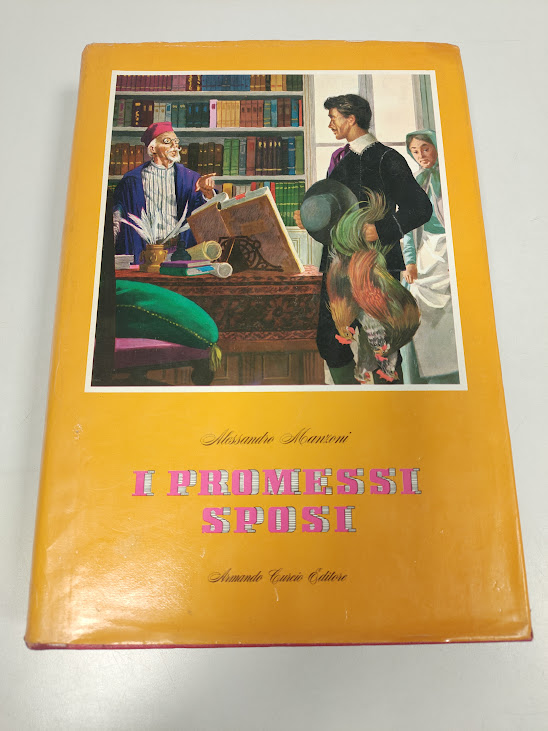 Alessandro Manzoni
I PROMESSI
SPOSI
Armando Curcio Editore